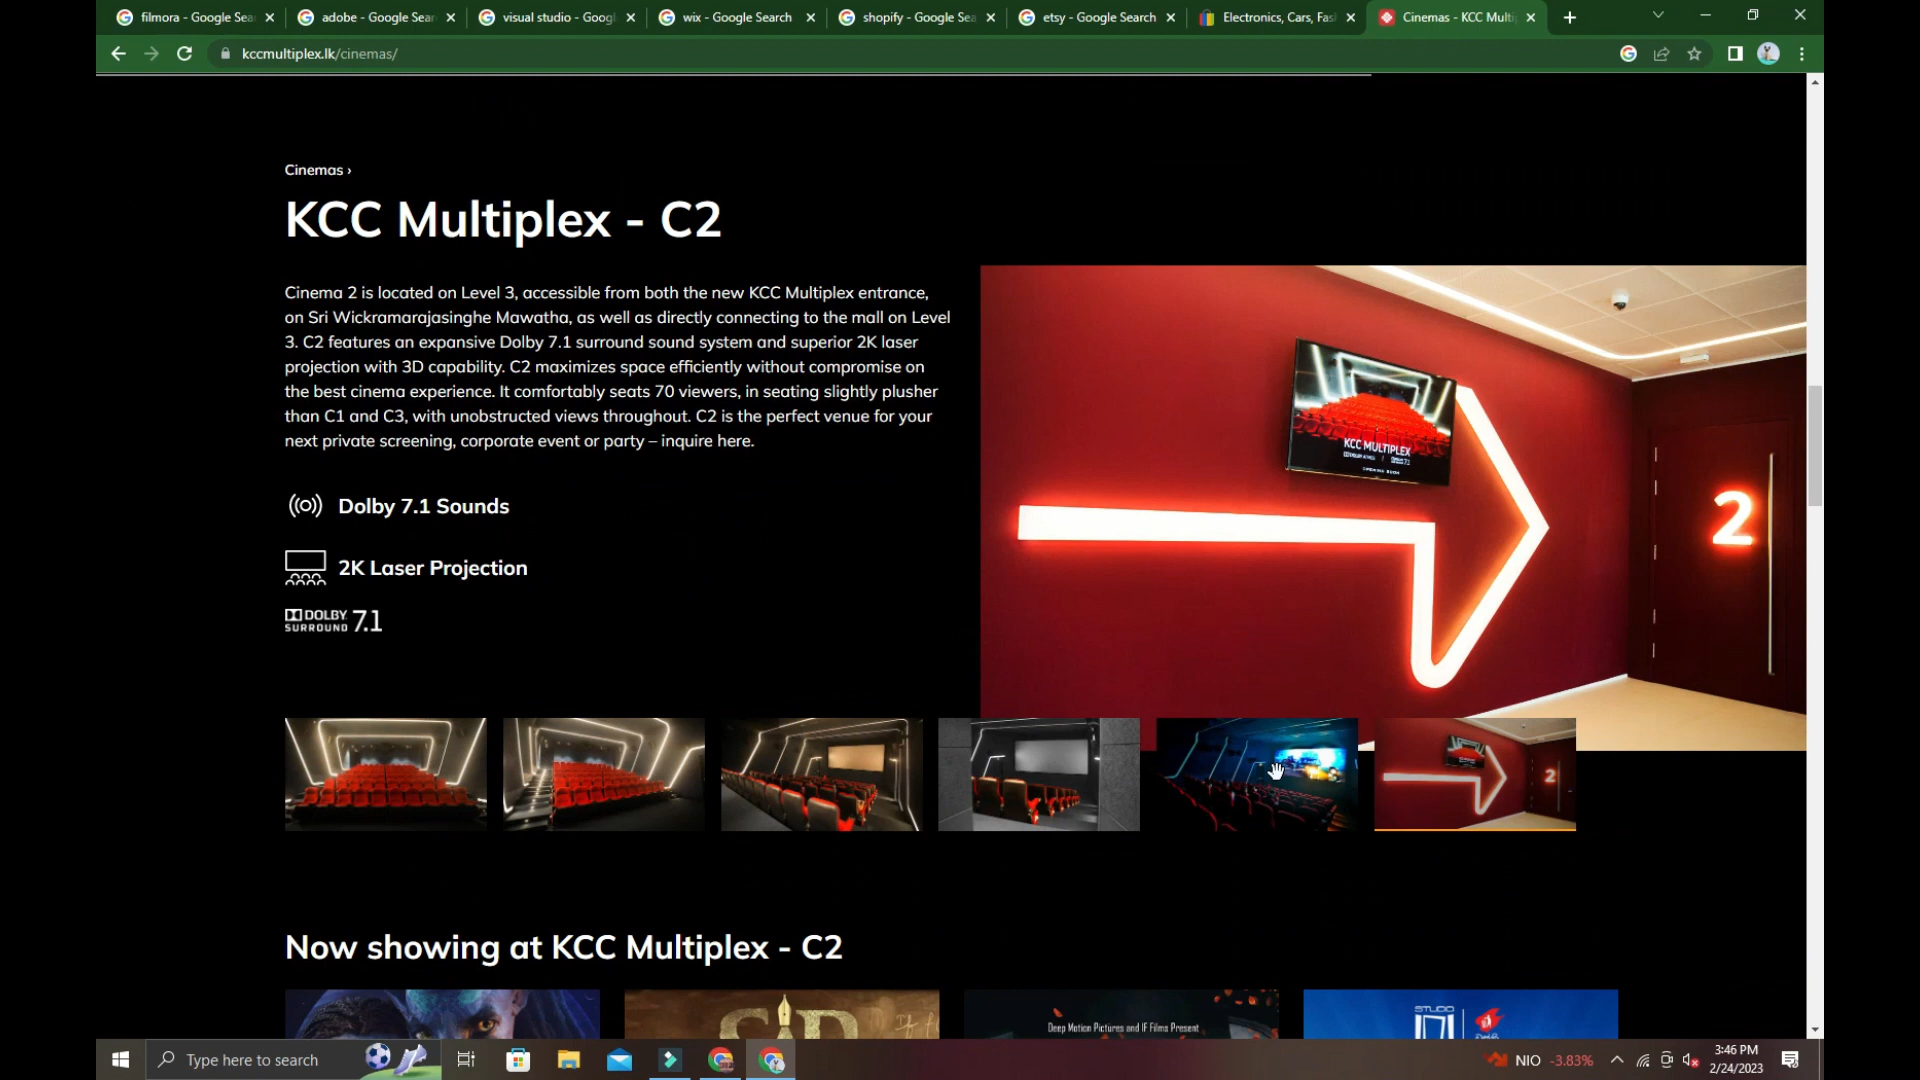 filmora - Google Sea
adobe - Google Sear
visual studio - Googl
wix - Google Search
shopify - Google Sea
etsy - Google Search
Electronics, Cars, Fas
Cinemas - KCC Multi
kccmultiplex.lk/cinemas/
Cinemas ›
KCC Multiplex - C2
Cinema 2 is located on Level 3, accessible from both the new KCC Multiplex entrance,
on Sri Wickramarajasinghe Mawatha, as well as directly connecting to the mall on Level
3. C2 features an expansive Dolby 7.1 surround sound system and superior 2K laser
projection with 3D capability. C2 maximizes space efficiently without compromise on
the best cinema experience. It comfortably seats 70 viewers, in seating slightly plusher
than C1 and C3, with unobstructed views throughout. C2 is the perfect venue for your
next private screening, corporate event or party – inquire here.
Dolby 7.1 Sounds
2K Laser Projection
DOLBY
SURROUND 7.1
KCC MULTIPLEX
2
2
Now showing at KCC Multiplex - C2
Deep Motion Pictures and IF Films Present
Type here to search
NIO -3.83%
3:46 PM
2/24/2023